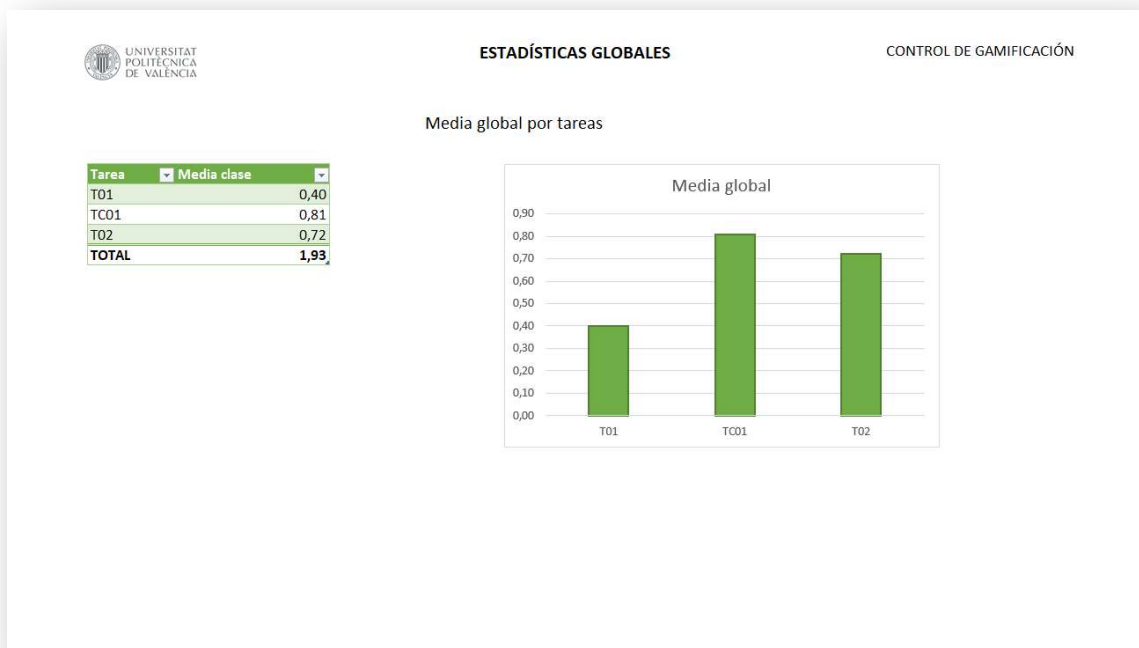 UNIVERSITAT
POLITÈCNICA
DE VALÈNCIA
ESTADÍSTICAS GLOBALES
CONTROL DE GAMIFICACIÓN
Media global por tareas
Tarea Media clase
T01 0,40
TC01 0,81
T02 0,72
TOTAL 1,93
Media global
0,90
0,80
0,70
0,60
0,50
0,40
0,30
0,20
0,10
0,00
T01 TC01 T02